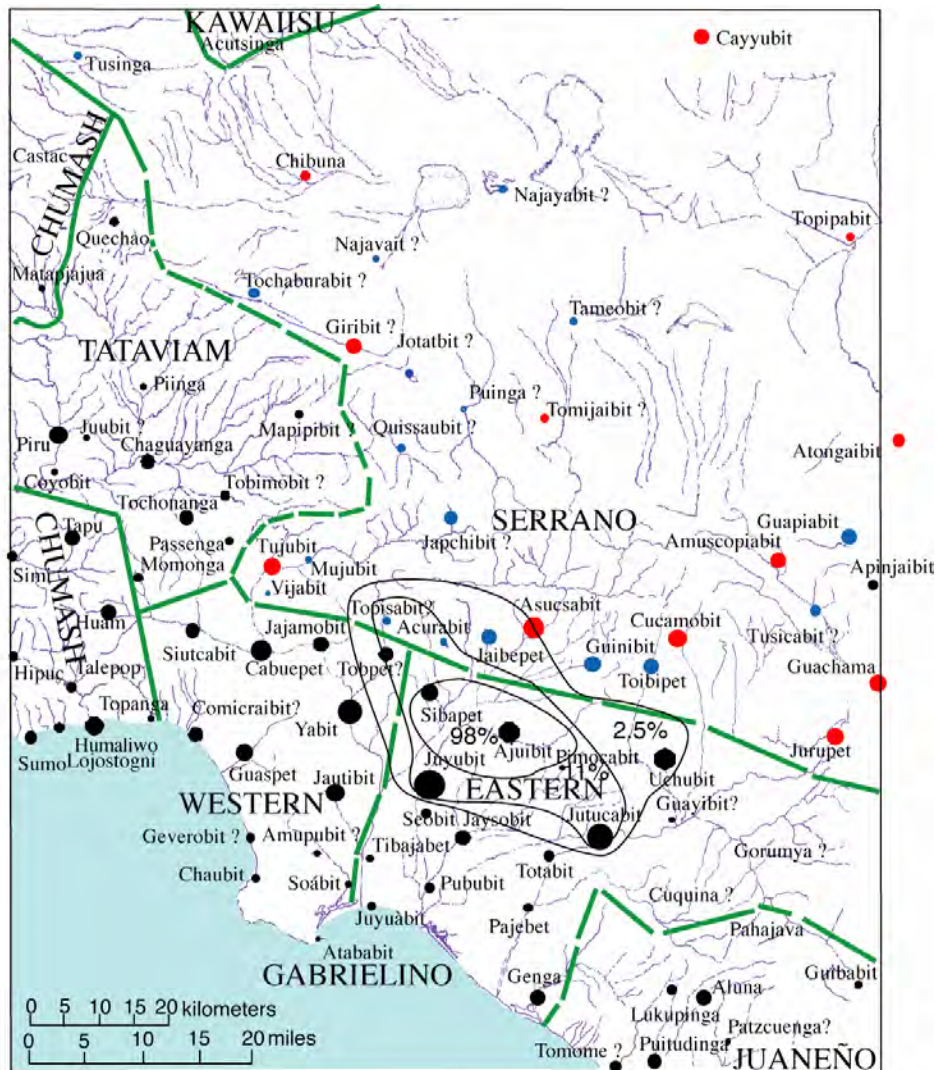 KAWAIISU
Acutsinga
Cayyubit
Tusinga
CHUMASH
Castac
Chibuna
Najayabit ?
Topipabit
Quechao
Najavait ?
Matapjajua
Tochaburabit ?
Tameobit ?
Giribit ?
Jotatbit ?
TATAVIAM
Piinga
Puinga ?
Tomijaibit ?
Juubit ?
Mapipibit ?
Quissaubit ?
Piru
Chaguayanga
Atongaibit
Coyobit
Tobimobit ?
Tochonanga
SERRANO
CHUMASH
Tapu
Guapiabit
Passenga
Japchibit ?
Amuscopiabit
Simi
Momonga
Tujubit
Mujubit
Apinjaibit
Vijabit
Topisabit?
Asucsabit
Huam
Jajamobit
Acurabit
Cucamobit
Tusicabit ?
Siutcabit
Cabuepet
Tobpet?
Jaibepet
Guinibit
Toibipet
Guachama
Hipuc
Talepop
Topanga
Comicraibit?
Sibapet
Yabit
98%
Ajuibit
2,5%
Humaliwo
Sumo
Lojostogni
Pimocabit
11%
Jurupet
Guaspet
Juyubit
Uchubit
Jautibit
EASTERN
WESTERN
Guayibit?
Seobit
Jaysobit
Jutucabit
Geverobit ?
Amupubit ?
Tibajabet
Gorumya ?
Totabit
Chaubit
Soábit
Pububit
Cuquina ?
Juyuàbit
Pajebet
Pahajava
Atababit
GABRIELINO
Genga
Guibabit
Aluna
Lukupinga
0 5 10 15 20 kilometers
Patzcuenga?
Puitudinga
0 5 10 15 20 miles
Tomome ?
JUANEÑO